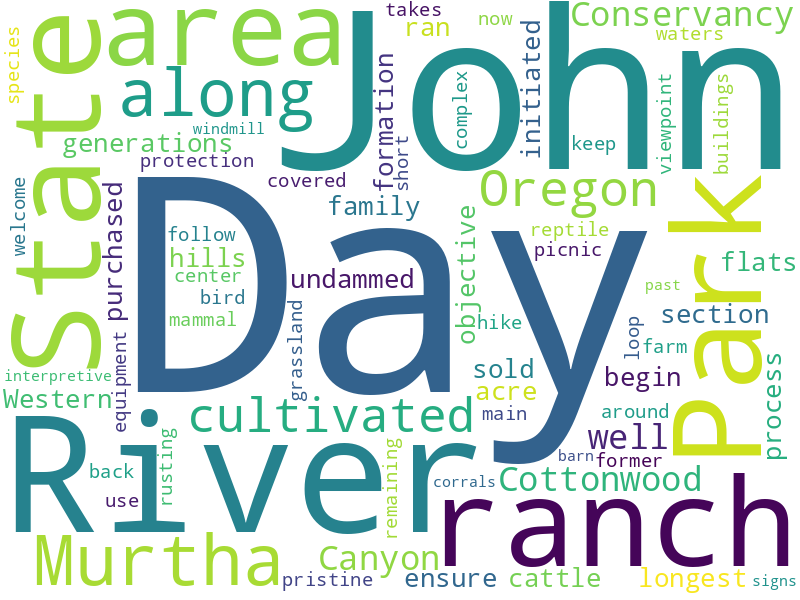 takes
now
Conservancy
species
State
area
John
ran
waters
along
initiated
formation
complex
viewpoint
buildings
windmill
generations
keep
short
protection
covered
purchased
Day
family
Oregon
Park
welcome
follow
hills
center
bird
mammal
undammed
objective
reptile
picnic
flats
past
grassland
hike
section
loop
farm
interpretive
Western
equipment
sold
acre
begin
process
cultivated
main
around
well
River
rusting
remaining
back
use
barn
former
corrals
Cottonwood
ranch
Murtha
Canyon
pristine
ensure
cattle
longest
signs